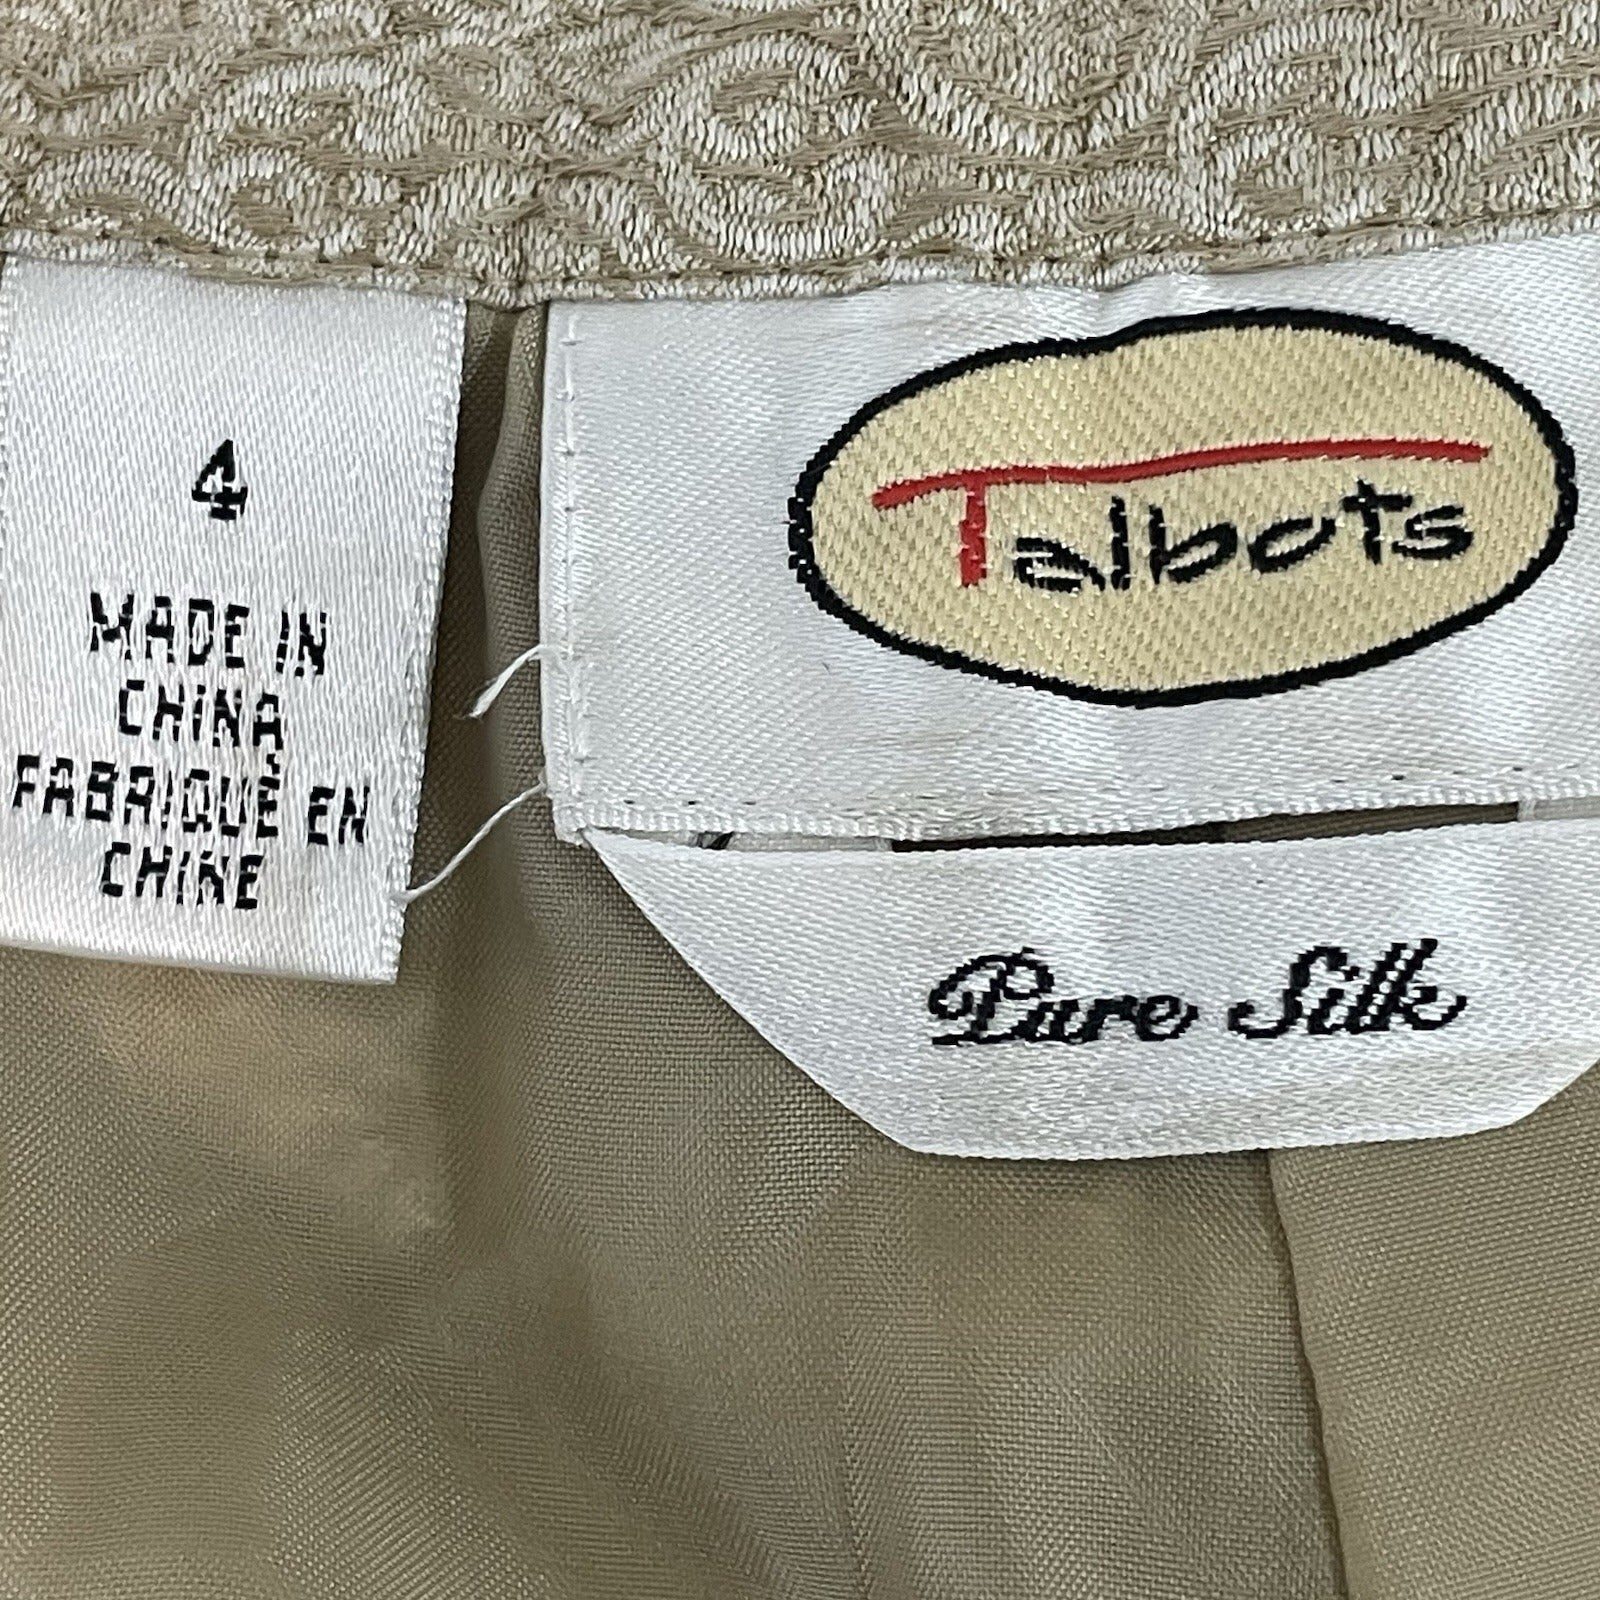 4
MADE IN
CHINA
FABRIQUÉ EN
CHINE
Talbots
Pure Silk